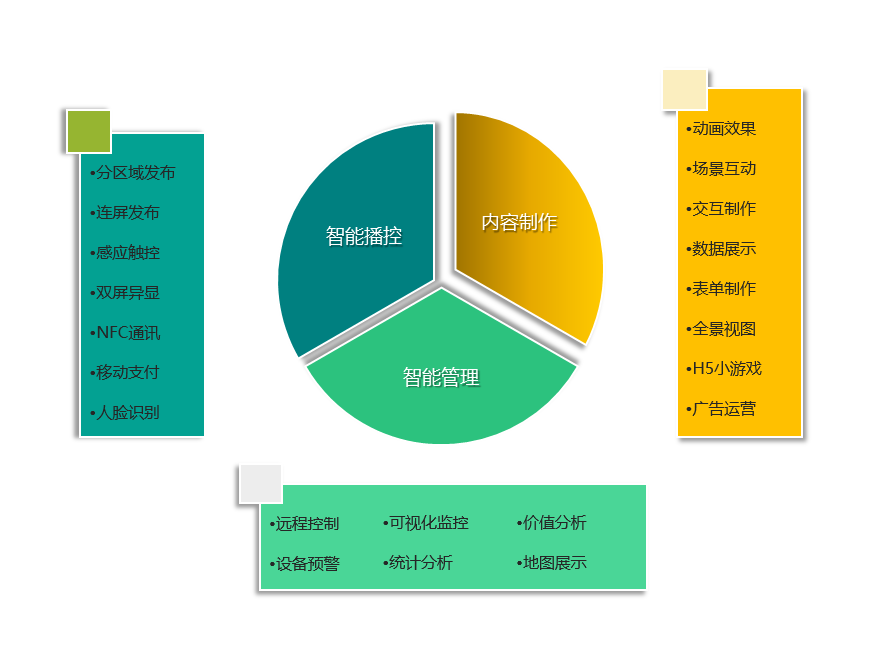 •分区域发布
•连屏发布
•感应触控
•双屏异显
•NFC通讯
•移动支付
•人脸识别
智能播控
内容制作
智能管理
•动画效果
•场景互动
•交互制作
•数据展示
•表单制作
•全景视图
•H5小游戏
•广告运营
•远程控制 •可视化监控 •价值分析
•设备预警 •统计分析 •地图展示